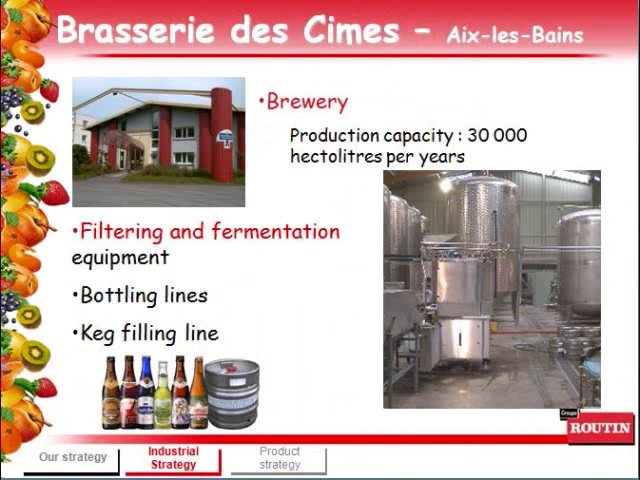 Brasserie des Cimes – Aix-les-Bains
•Brewery
Production capacity : 30 000
hectolitres per years
•Filtering and fermentation
equipment
•Bottling lines
•Keg filling line
Groupe
ROUTIN
Our strategy
Industrial
Strategy
Product
strategy